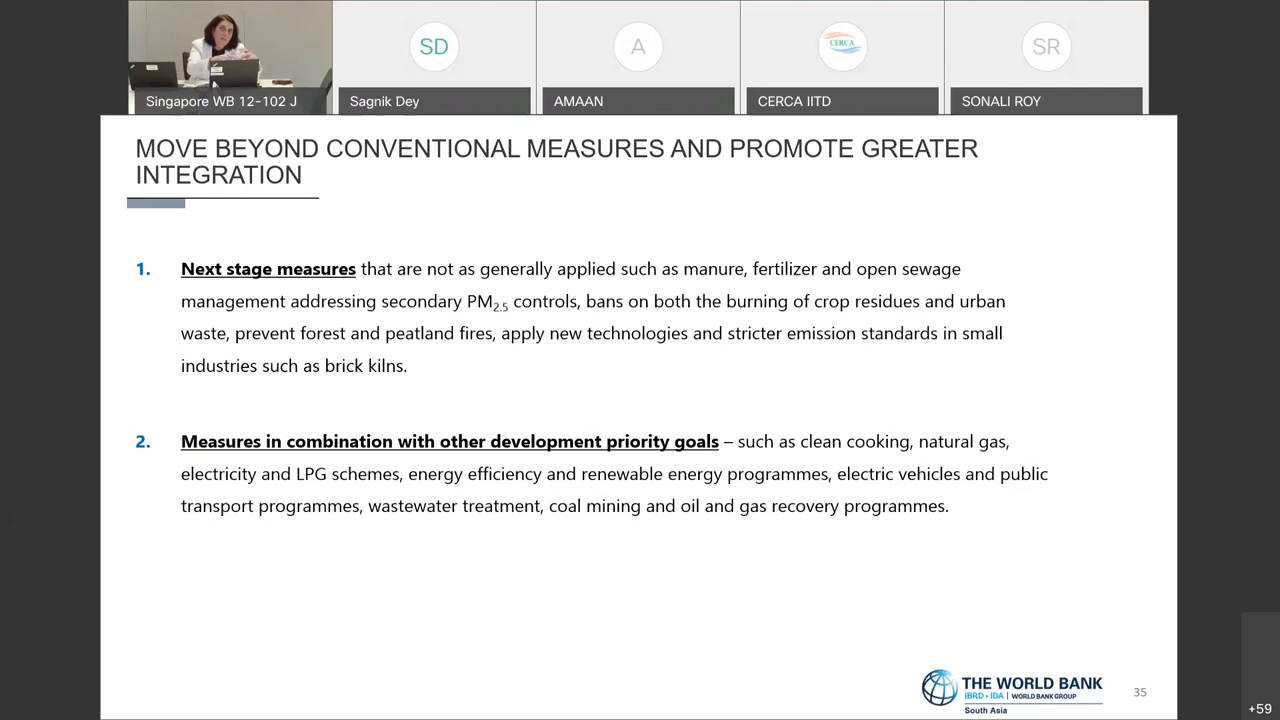 SD
A
CERCA
SR
Singapore WB 12-102 J
Sagnik Dey
AMAAN
CERCA IITD
SONALI ROY
MOVE BEYOND CONVENTIONAL MEASURES AND PROMOTE GREATER
INTEGRATION
1. Next stage measures that are not as generally applied such as manure, fertilizer and open sewage
management addressing secondary PM2.5 controls, bans on both the burning of crop residues and urban
waste, prevent forest and peatland fires, apply new technologies and stricter emission standards in small
industries such as brick kilns.
2. Measures in combination with other development priority goals – such as clean cooking, natural gas,
electricity and LPG schemes, energy efficiency and renewable energy programmes, electric vehicles and public
transport programmes, wastewater treatment, coal mining and oil and gas recovery programmes.
THE WORLD BANK
IBRD • IDA | WORLD BANK GROUP
South Asia
35
+59